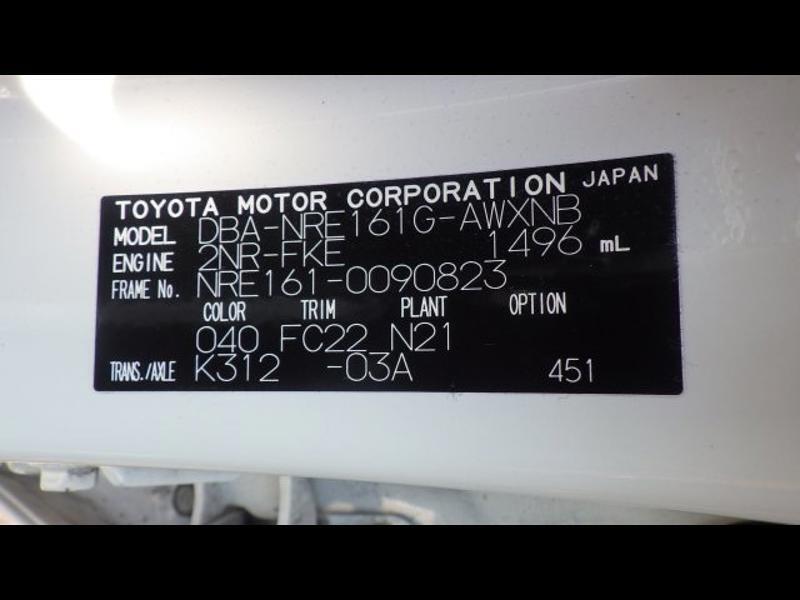 TOYOTA MOTOR CORPORATION JAPAN
MODEL DBA-NRE161G-AWXNB
ENGINE 2NR-FKE 1496 mL
FRAME No. NRE161-0090823
COLOR TRIM PLANT OPTION
040 FC22 N21
TRANS./AXLE K312 -03A 451